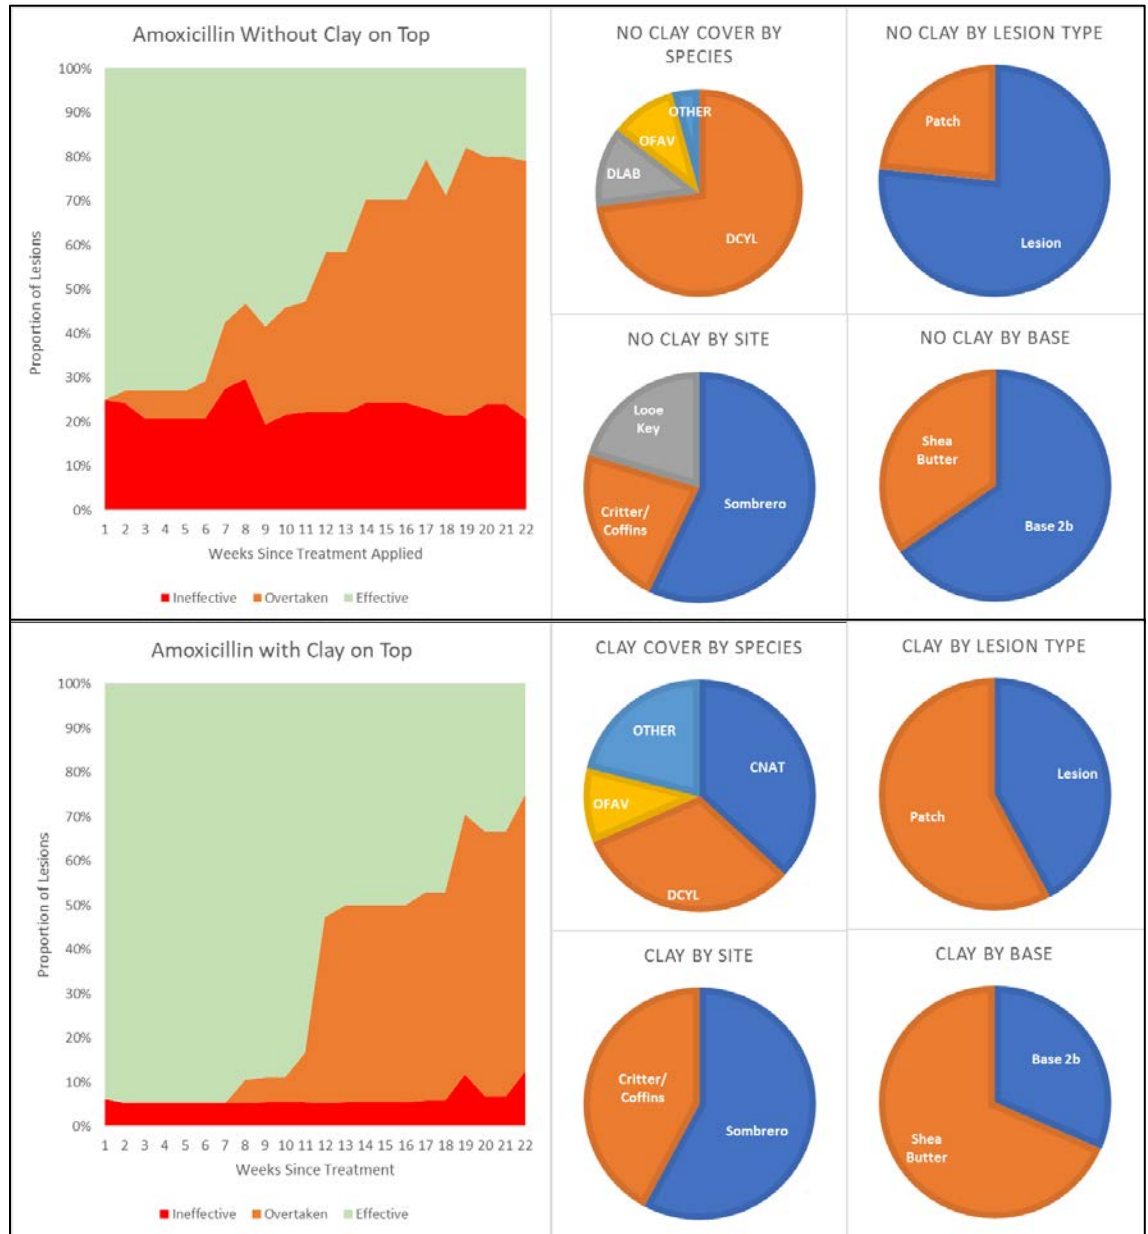 Amoxicillin Without Clay on Top
100%
90%
80%
70%
60%
50%
40%
30%
20%
10%
0%
Proportion of Lesions
1 2 3 4 5 6 7 8 9 10 11 12 13 14 15 16 17 18 19 20 21 22
Weeks Since Treatment Applied
Ineffective Overtaken Effective
NO CLAY COVER BY
SPECIES
OTHER
OFAV
DLAB
DCYL
NO CLAY BY LESION TYPE
Patch
Lesion
NO CLAY BY SITE
Looe
Key
Critter/
Coffins
Sombrero
NO CLAY BY BASE
Shea
Butter
Base 2b
Amoxicillin with Clay on Top
100%
90%
80%
70%
60%
50%
40%
30%
20%
10%
0%
Proportion of Lesions
1 2 3 4 5 6 7 8 9 10 11 12 13 14 15 16 17 18 19 20 21 22
Weeks Since Treatment
Ineffective Overtaken Effective
CLAY COVER BY SPECIES
OTHER
CNAT
OFAV
DCYL
CLAY BY LESION TYPE
Lesion
Patch
CLAY BY SITE
Critter/
Coffins
Sombrero
CLAY BY BASE
Base 2b
Shea
Butter